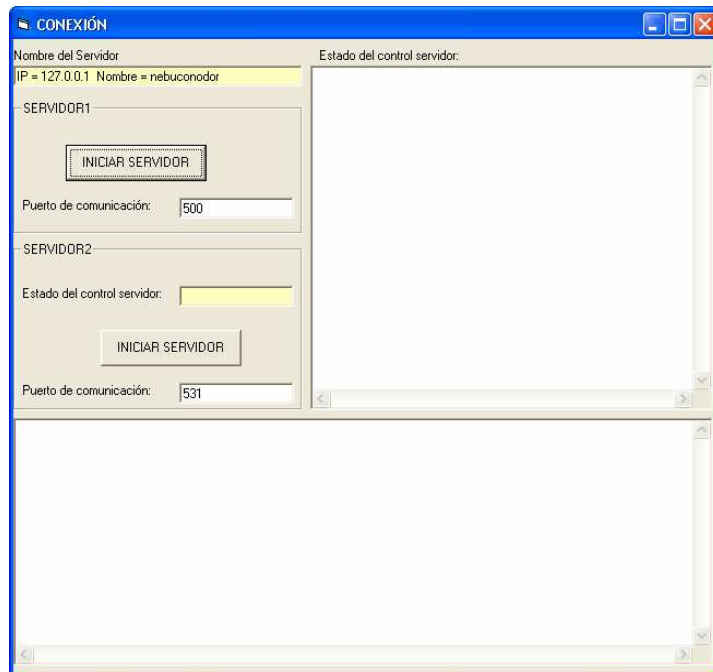 CONEXIÓN
Nombre del Servidor
IP = 127.0.0.1 Nombre = nebuconodor
SERVIDOR1
INICIAR SERVIDOR
Puerto de comunicación: 500
SERVIDOR2
Estado del control servidor:
INICIAR SERVIDOR
Puerto de comunicación: 531
Estado del control servidor: